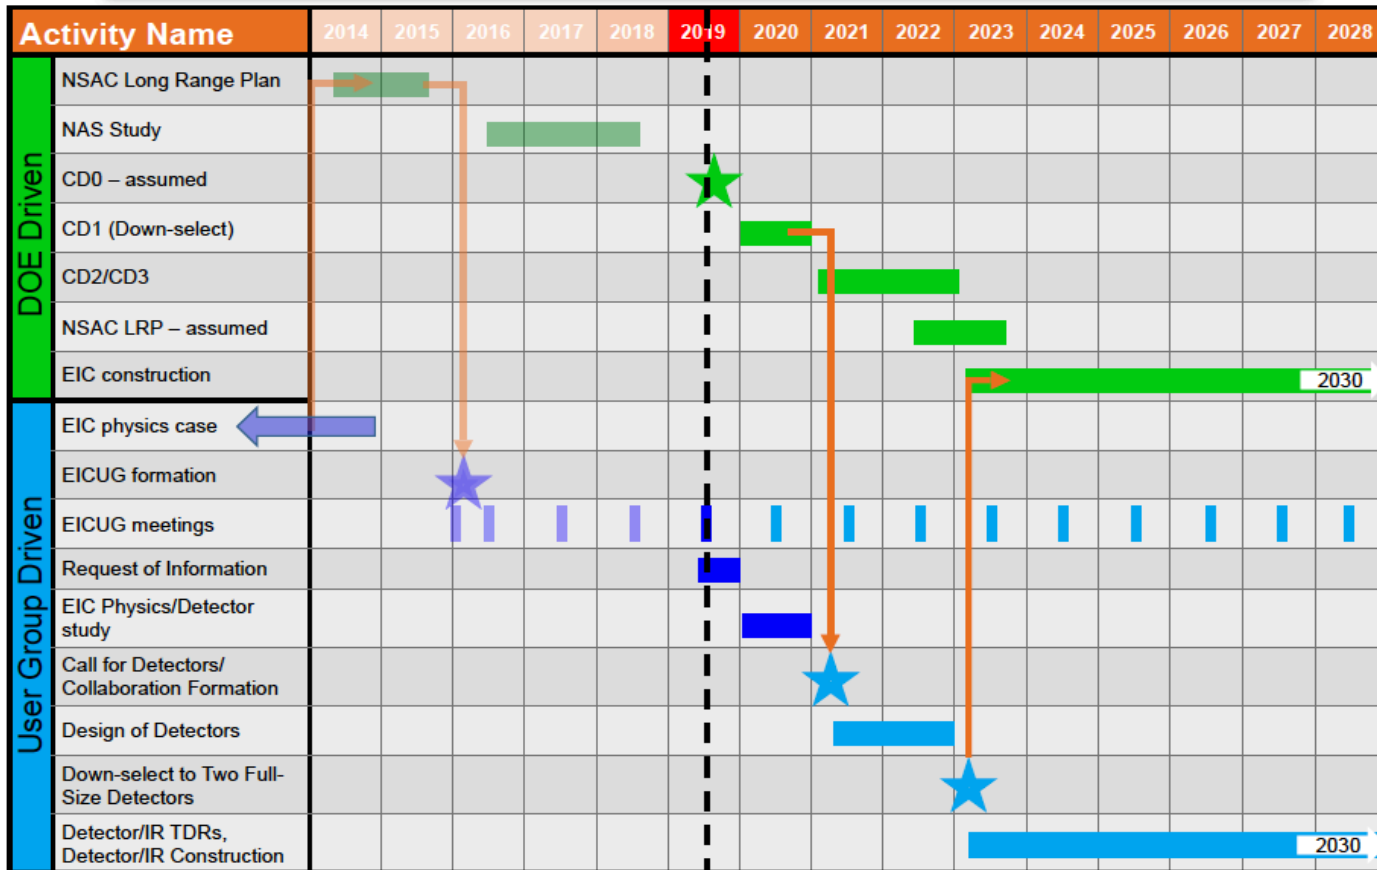 Activity Name 2014 2015 2016 2017 2018 2019 2020 2021 2022 2023 2024 2025 2026 2027 2028
DOE Driven
NSAC Long Range Plan
NAS Study
CD0 – assumed
CD1 (Down-select)
CD2/CD3
NSAC LRP – assumed
EIC construction 2030
User Group Driven
EIC physics case
EICUG formation
EICUG meetings
Request of Information
EIC Physics/Detector
study
Call for Detectors/
Collaboration Formation
Design of Detectors
Down-select to Two Full-
Size Detectors
Detector/IR TDRs,
Detector/IR Construction 2030